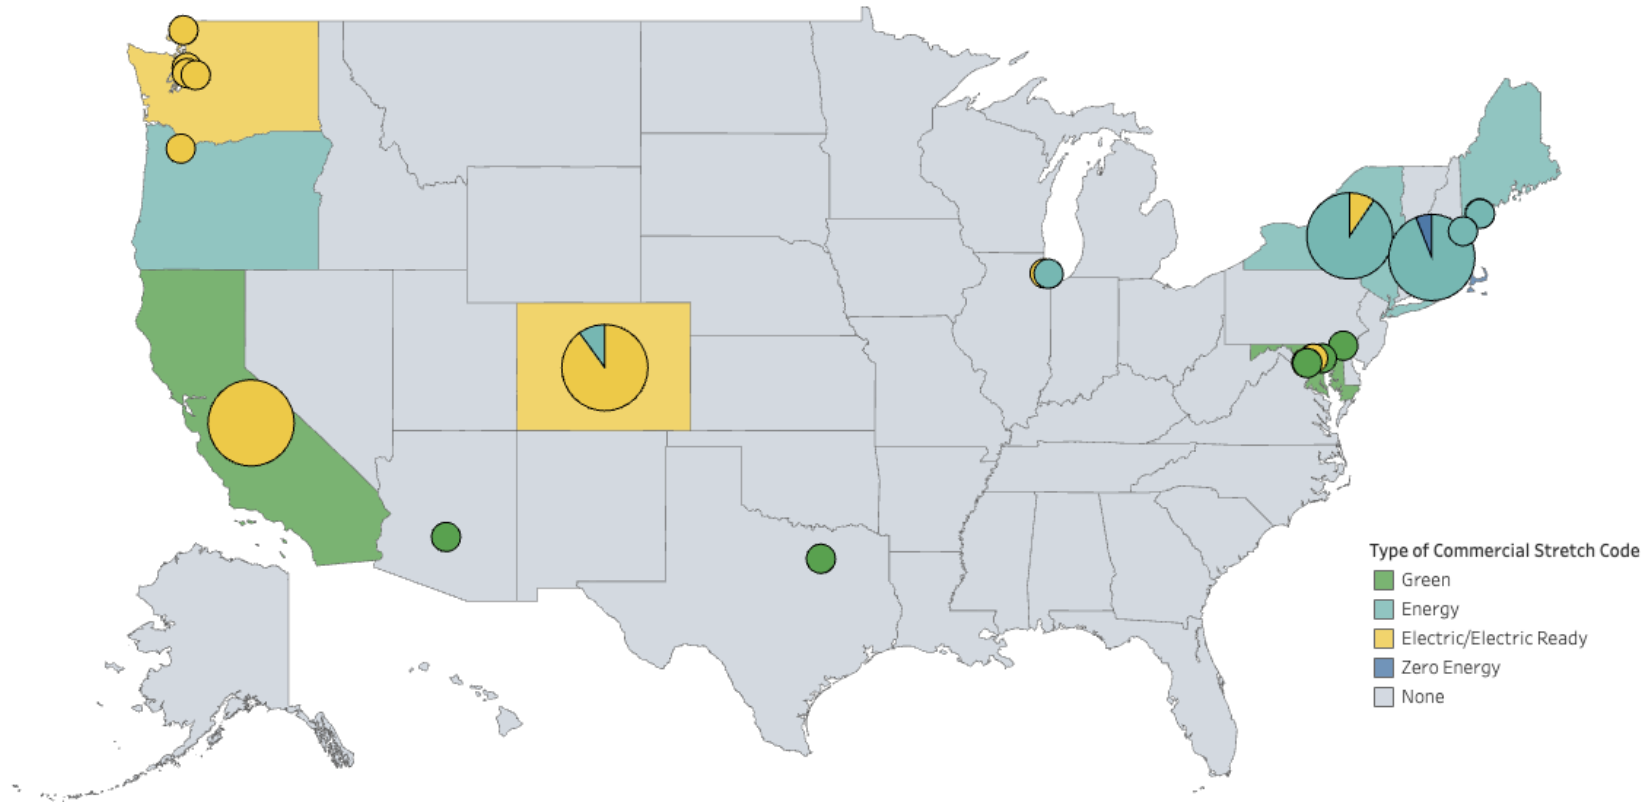 Type of Commercial Stretch Code
Green
Energy
Electric/Electric Ready
Zero Energy
None